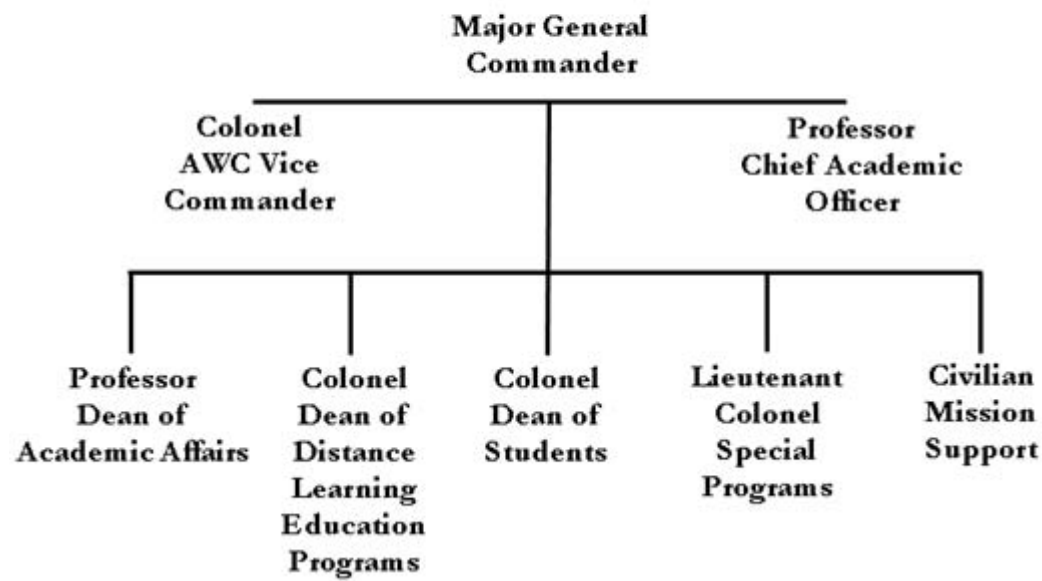 Major General
Commander
Colonel
AWC Vice
Commander
Professor
Chief Academic
Officer
Professor
Dean of
Academic Affairs
Colonel
Dean of
Distance
Learning
Education
Programs
Colonel
Dean of
Students
Lieutenant
Colonel
Special
Programs
Civilian
Mission
Support